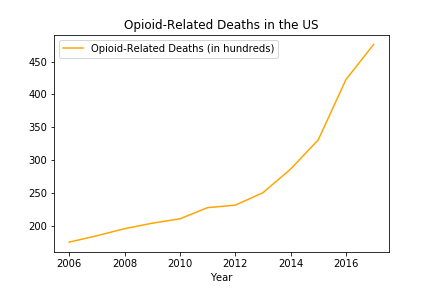 Opioid-Related Deaths in the US
Opioid-Related Deaths (in hundreds)
450
400
350
300
250
200
2006 2008 2010 2012 2014 2016
Year